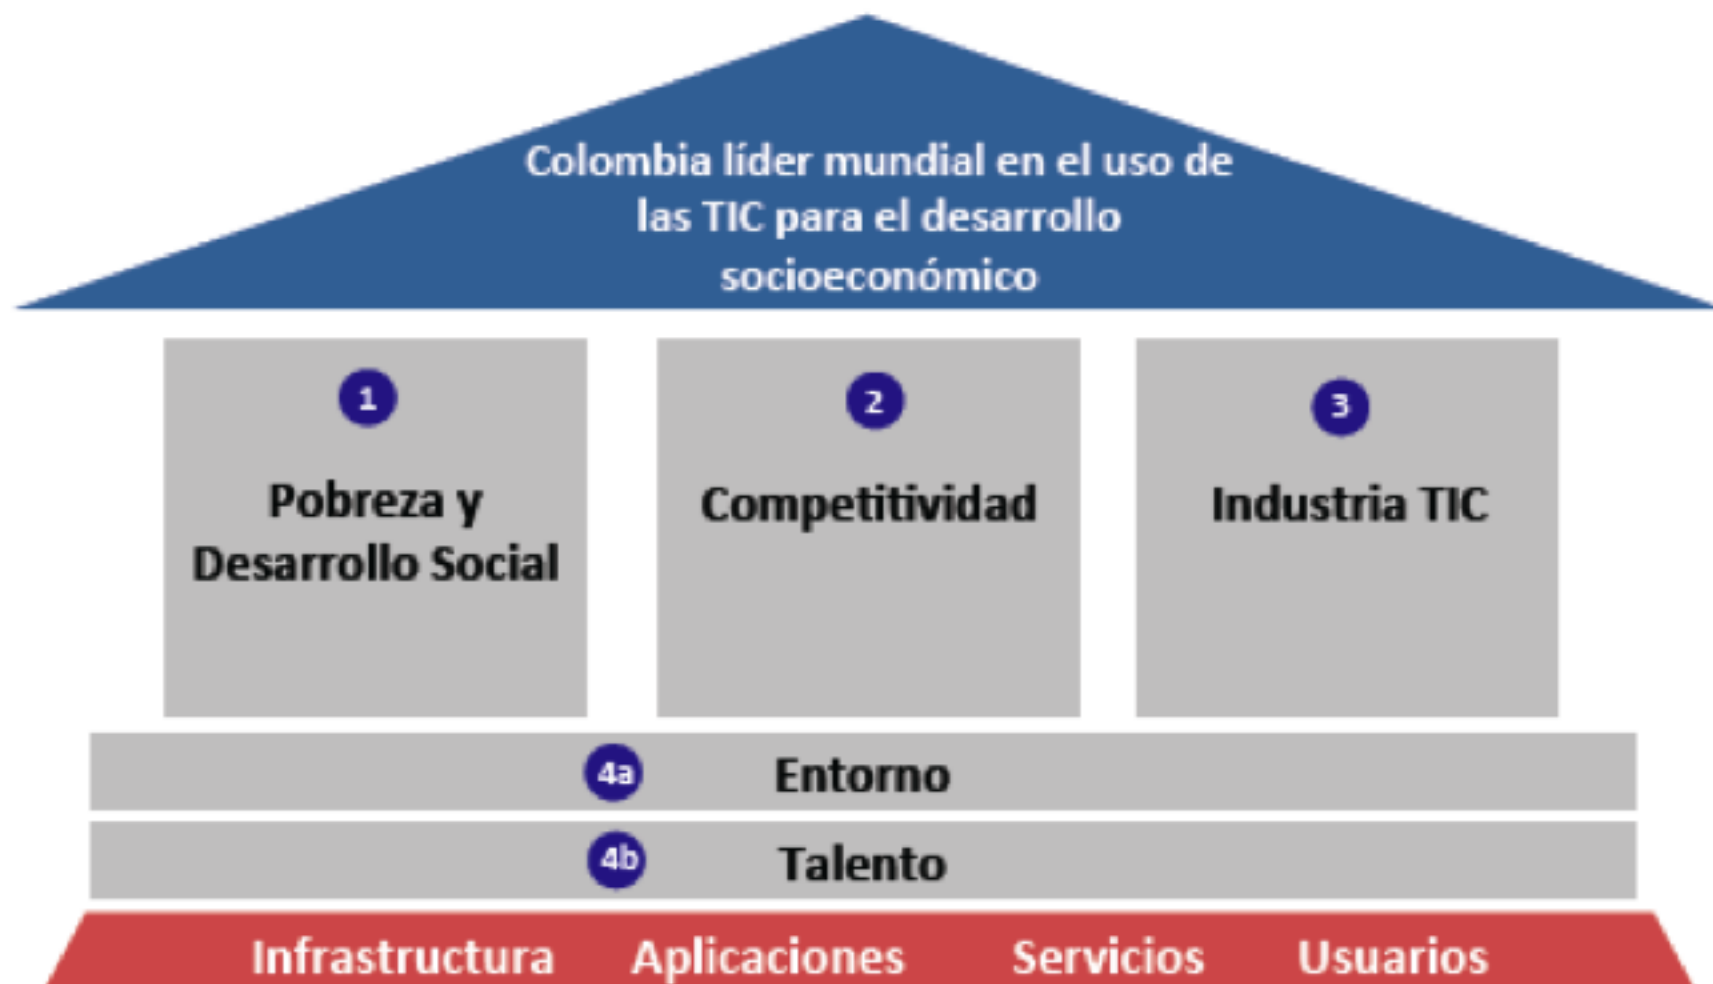 Colombia líder mundial en el uso de
las TIC para el desarrollo
socioeconómico
1
Pobreza y
Desarrollo Social
2
Competitividad
3
Industria TIC
4a Entorno
4b Talento
Infrastructura Aplicaciones Servicios Usuarios